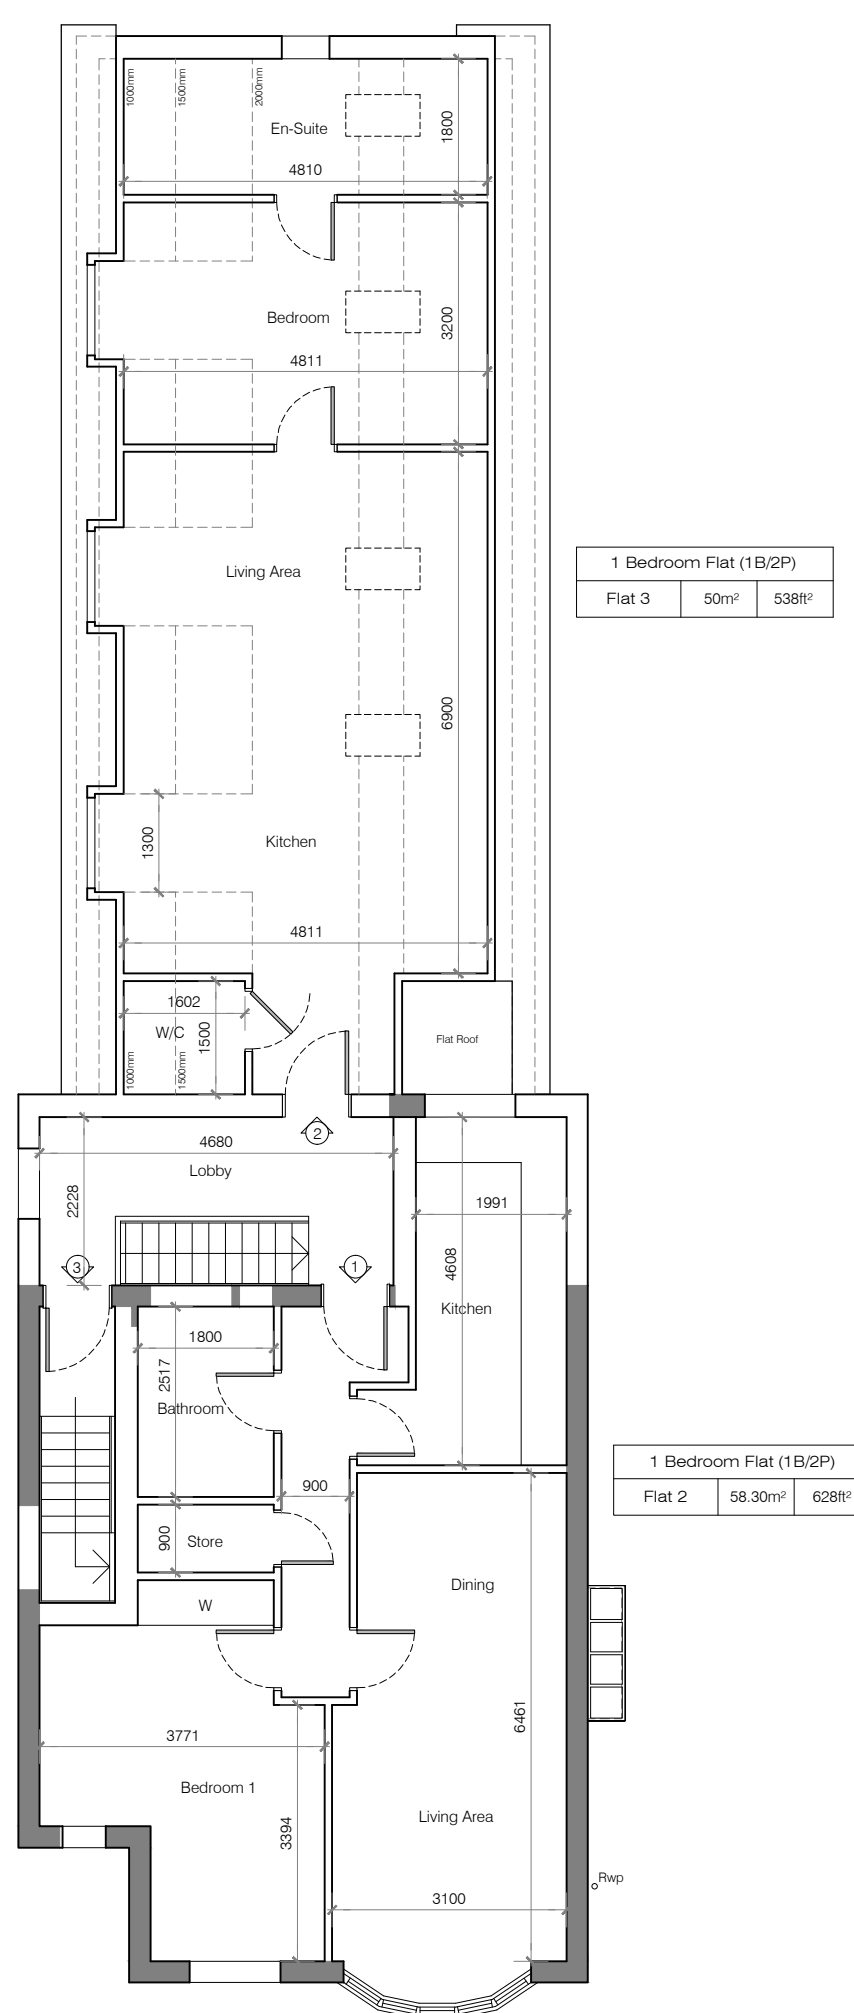 1000mm
1500mm
2000mm
En-Suite
1800
4810
Bedroom
3200
4811
Living Area
1 Bedroom Flat (1B/2P)
Flat 3 50m² 538ft²
6900
1300
Kitchen
4811
1602
W/C
1500
1000mm
1500mm
Flat Roof
2
4680
Lobby
2228
1991
4608
3
1
Kitchen
1800
2517
Bathroom
1 Bedroom Flat (1B/2P)
Flat 2 58.30m² 628ft²
900
900
Store
Dining
W
6461
3771
Bedroom 1
3394
Living Area
Rwp
3100